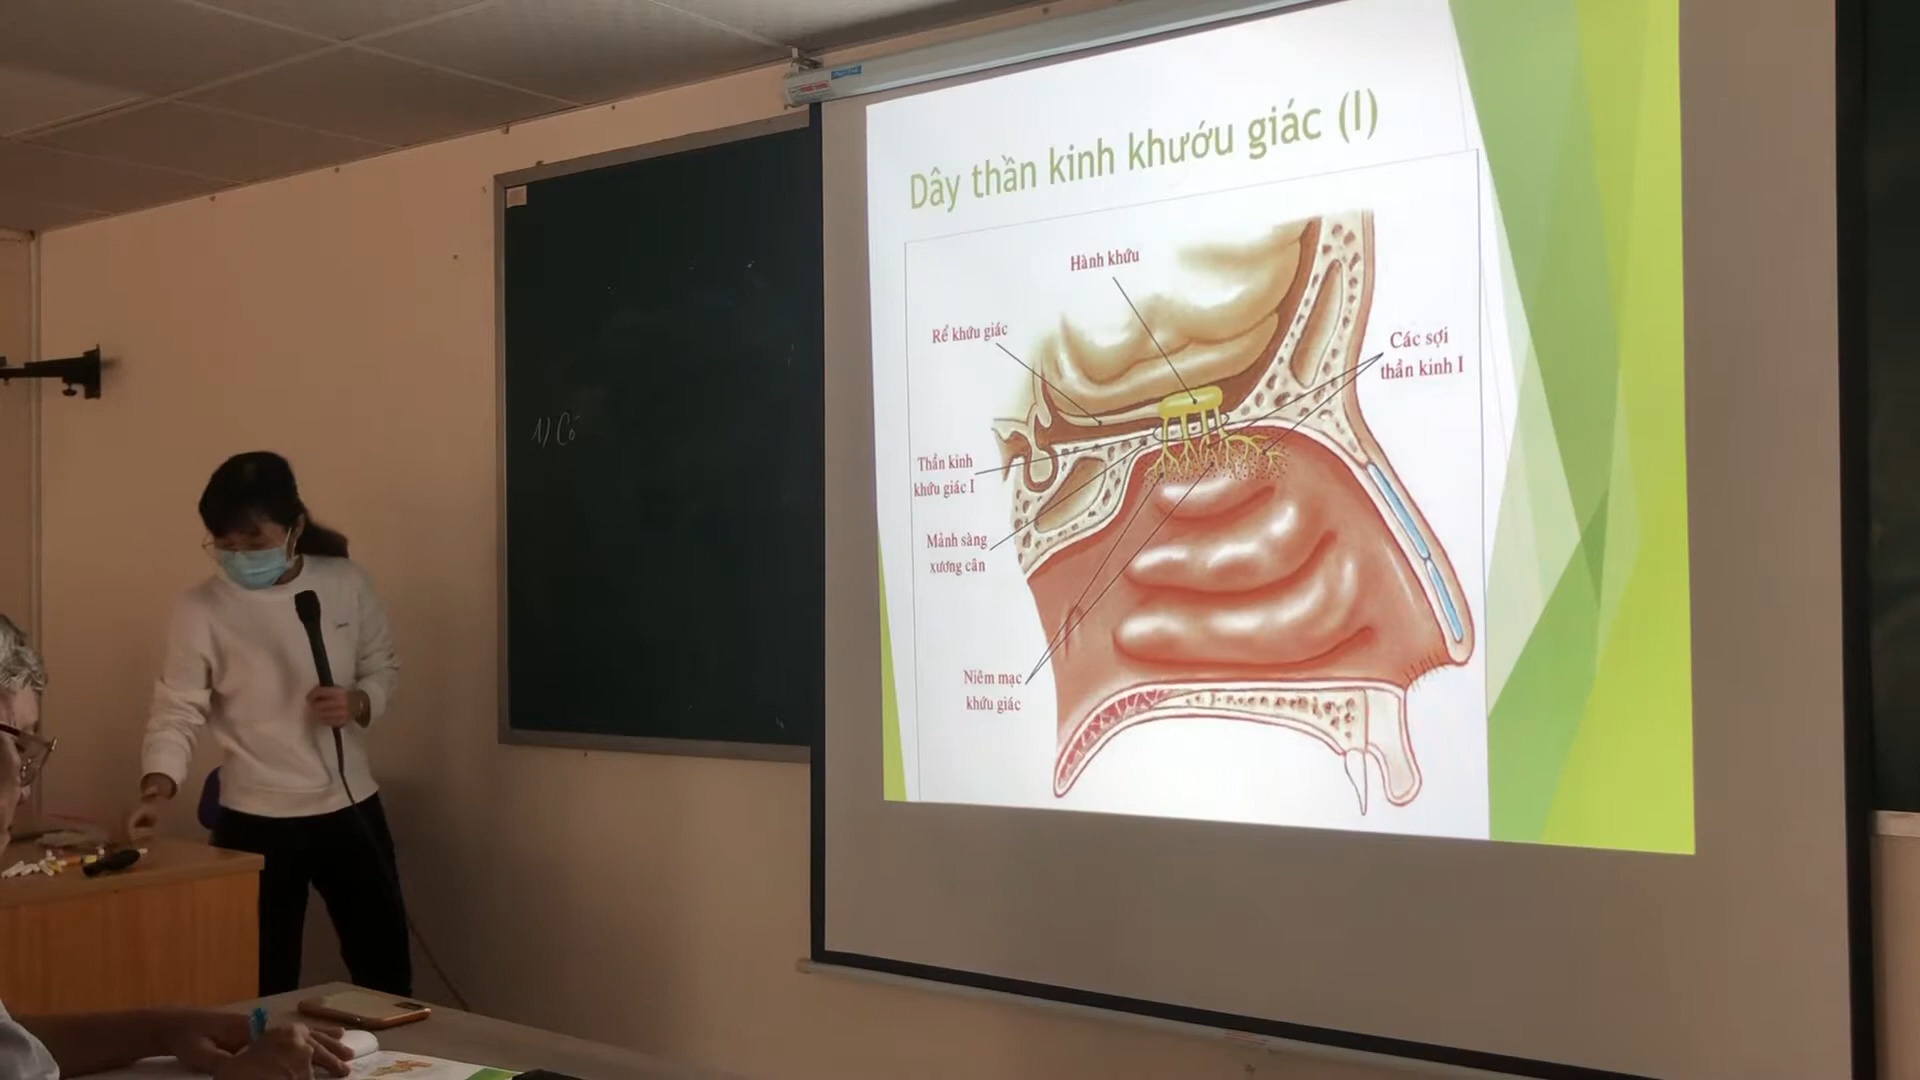 Dây thần kinh khướu giác (I)
Hành khứu
Rể khứu giác
Các sợi
thần kinh I
Thần kinh
khứu giác I
Mảnh sàng
xương cân
Niêm mạc
khứu giác
1) Có